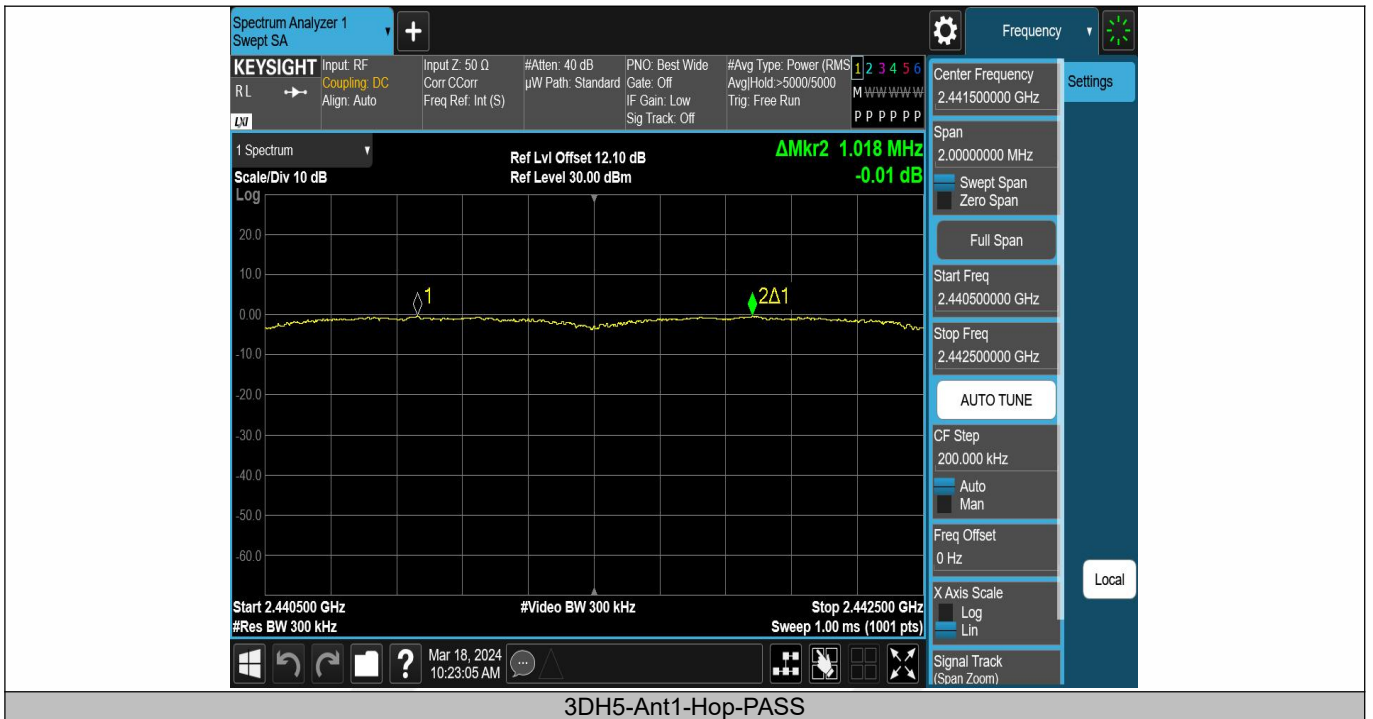 Spectrum Analyzer 1
Swept SA
+
Frequency
KEYSIGHT
RL
LXI
Input: RF
Coupling: DC
Align: Auto
Input Z: 50 Ω
Corr CCorr
Freq Ref: Int (S)
#Atten: 40 dB
µW Path: Standard
PNO: Best Wide
Gate: Off
IF Gain: Low
Sig Track: Off
#Avg Type: Power (RMS
Avg|Hold:>5000/5000
Trig: Free Run
1 2 3 4 5 6
M W W W W W
P P P P P P
Center Frequency
2.441500000 GHz
Settings
1 Spectrum
Scale/Div 10 dB
Log
Ref Lvl Offset 12.10 dB
Ref Level 30.00 dBm
ΔMkr2 1.018 MHz
-0.01 dB
20.0
10.0
0.00
-10.0
-20.0
-30.0
-40.0
-50.0
-60.0
1
2Δ1
Start 2.440500 GHz
#Res BW 300 kHz
#Video BW 300 kHz
Stop 2.442500 GHz
Sweep 1.00 ms (1001 pts)
Span
2.00000000 MHz
Swept Span
Zero Span
Full Span
Start Freq
2.440500000 GHz
Stop Freq
2.442500000 GHz
AUTO TUNE
CF Step
200.000 kHz
Auto
Man
Freq Offset
0 Hz
X Axis Scale
Log
Lin
Signal Track
(Span Zoom)
Local
?
Mar 18, 2024
10:23:05 AM
3DH5-Ant1-Hop-PASS